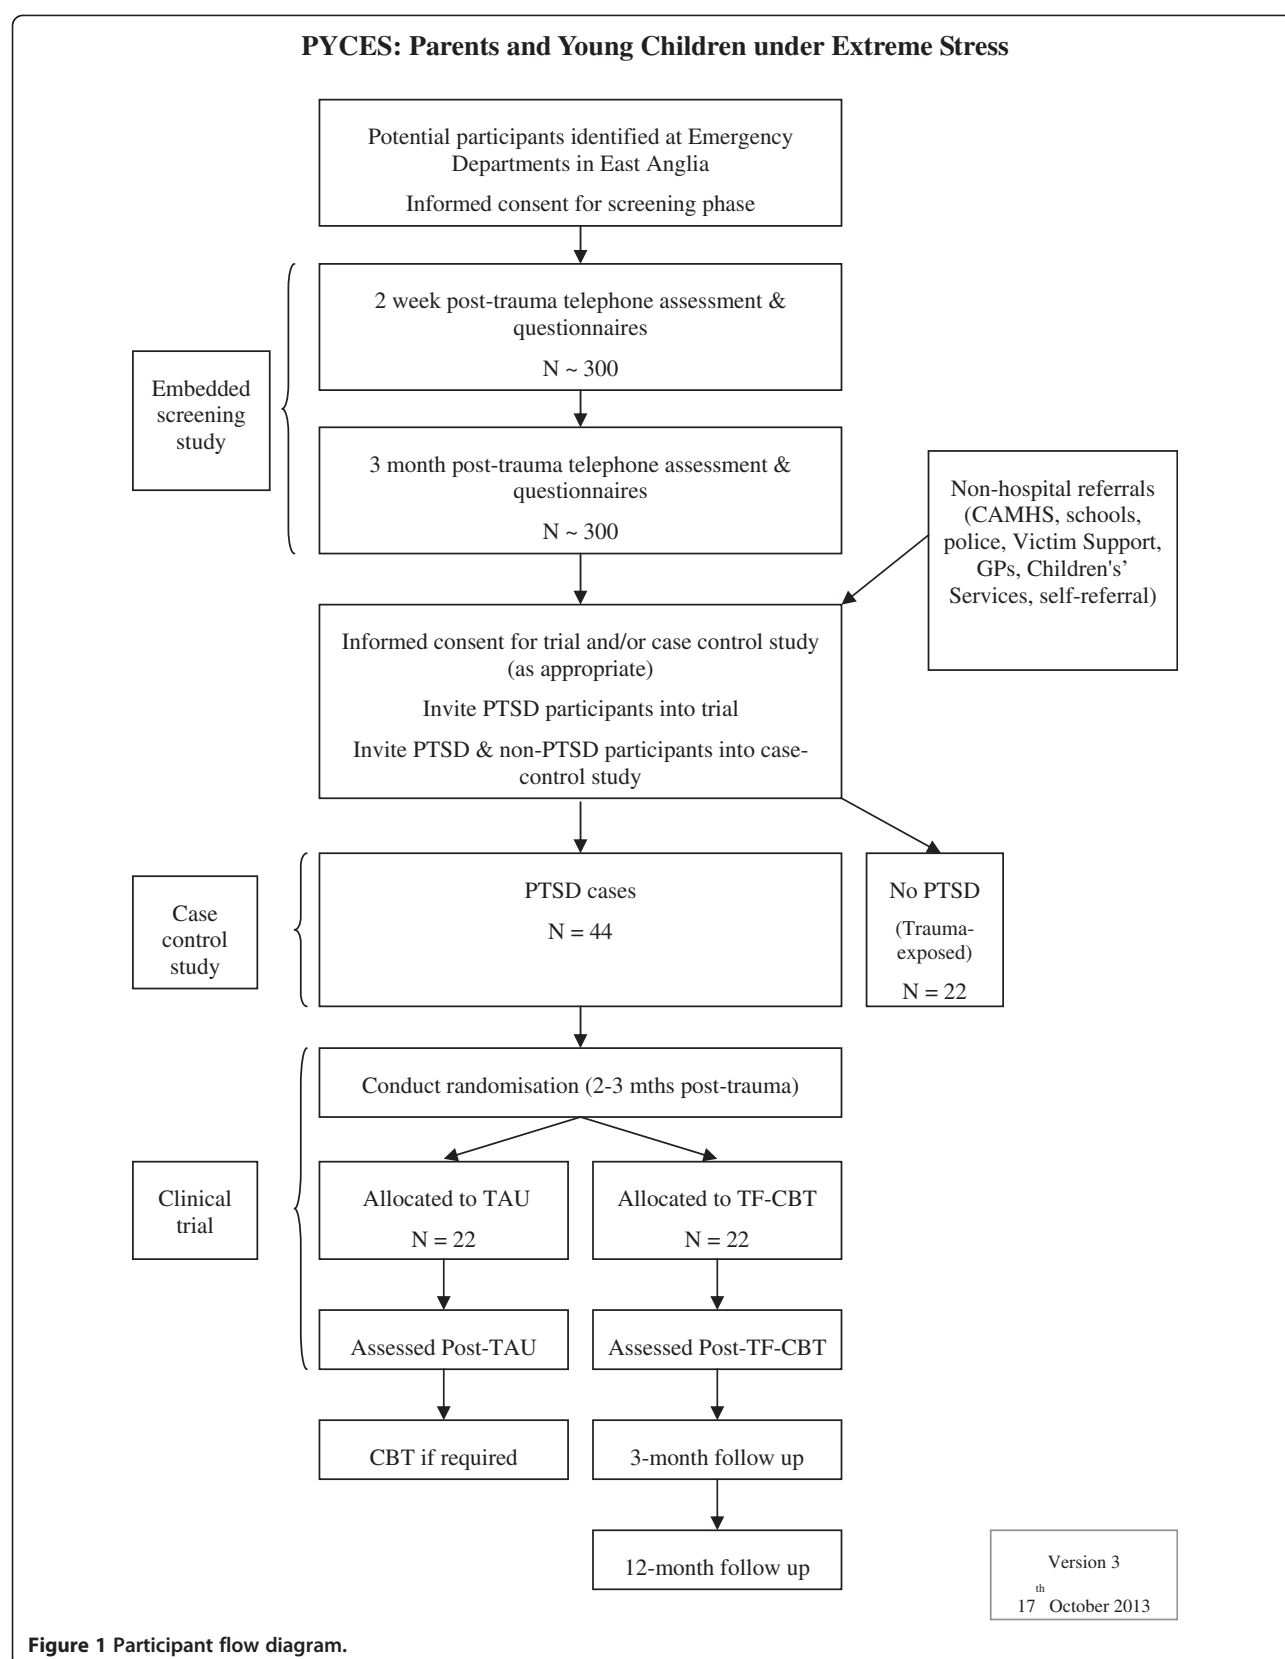 PYCES: Parents and Young Children under Extreme Stress
Potential participants identified at Emergency
Departments in East Anglia
Informed consent for screening phase
2 week post-trauma telephone assessment &
questionnaires
N ~ 300
Embedded
screening
study
3 month post-trauma telephone assessment &
questionnaires
N ~ 300
Non-hospital referrals
(CAMHS, schools,
police, Victim Support,
GPs, Children's’
Services, self-referral)
Informed consent for trial and/or case control study
(as appropriate)
Invite PTSD participants into trial
Invite PTSD & non-PTSD participants into case-
control study
Case
control
study
PTSD cases
N = 44
No PTSD
(Trauma-
exposed)
N = 22
Conduct randomisation (2-3 mths post-trauma)
Clinical
trial
Allocated to TAU
N = 22
Allocated to TF-CBT
N = 22
Assessed Post-TAU
Assessed Post-TF-CBT
CBT if required
3-month follow up
12-month follow up
Version 3
17th October 2013
Figure 1 Participant flow diagram.